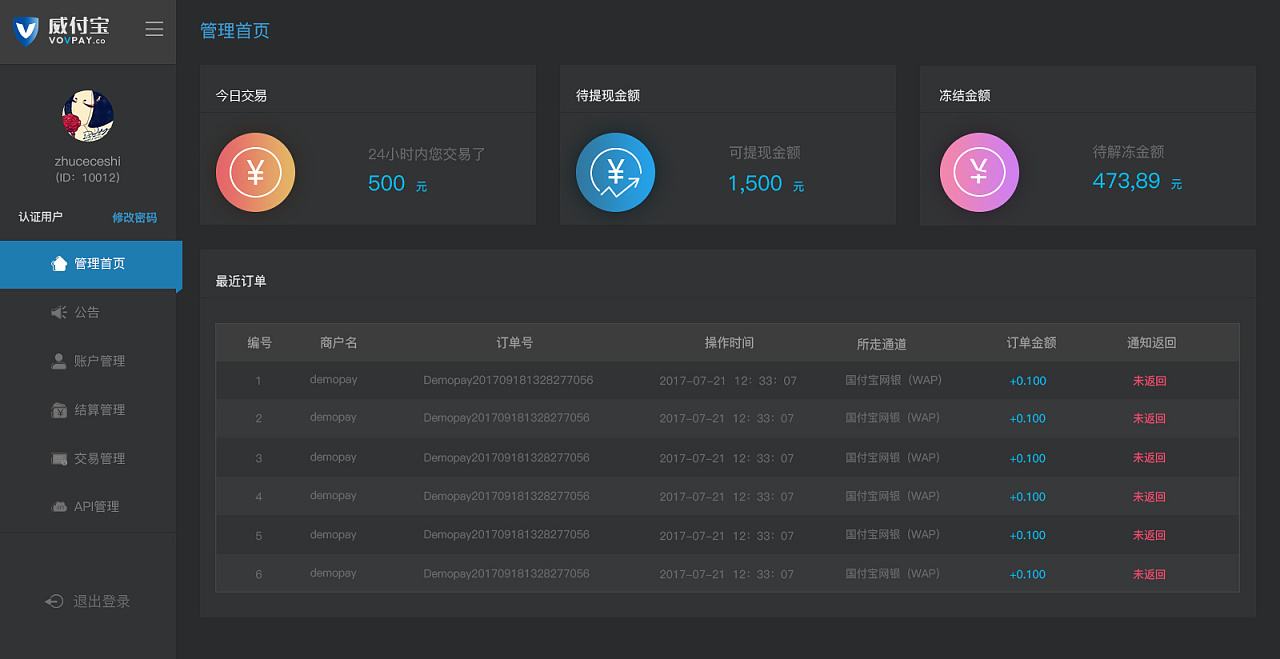 威付宝
VOVPAY.co
管理首页
zhuceceshi
(ID: 10012)
认证用户 修改密码
管理首页
公告
账户管理
结算管理
交易管理
API管理
退出登录
今日交易
¥
24小时内您交易了
500 元
待提现金额
¥
可提现金额
1,500 元
冻结金额
¥
待解冻金额
473,89 元
最近订单
编号 商户名 订单号 操作时间 所走通道 订单金额 通知返回
1 demopay Demopay201709181328277056 2017-07-21 12: 33: 07 国付宝网银（WAP） +0.100 未返回
2 demopay Demopay201709181328277056 2017-07-21 12: 33: 07 国付宝网银（WAP） +0.100 未返回
3 demopay Demopay201709181328277056 2017-07-21 12: 33: 07 国付宝网银（WAP） +0.100 未返回
4 demopay Demopay201709181328277056 2017-07-21 12: 33: 07 国付宝网银（WAP） +0.100 未返回
5 demopay Demopay201709181328277056 2017-07-21 12: 33: 07 国付宝网银（WAP） +0.100 未返回
6 demopay Demopay201709181328277056 2017-07-21 12: 33: 07 国付宝网银（WAP） +0.100 未返回